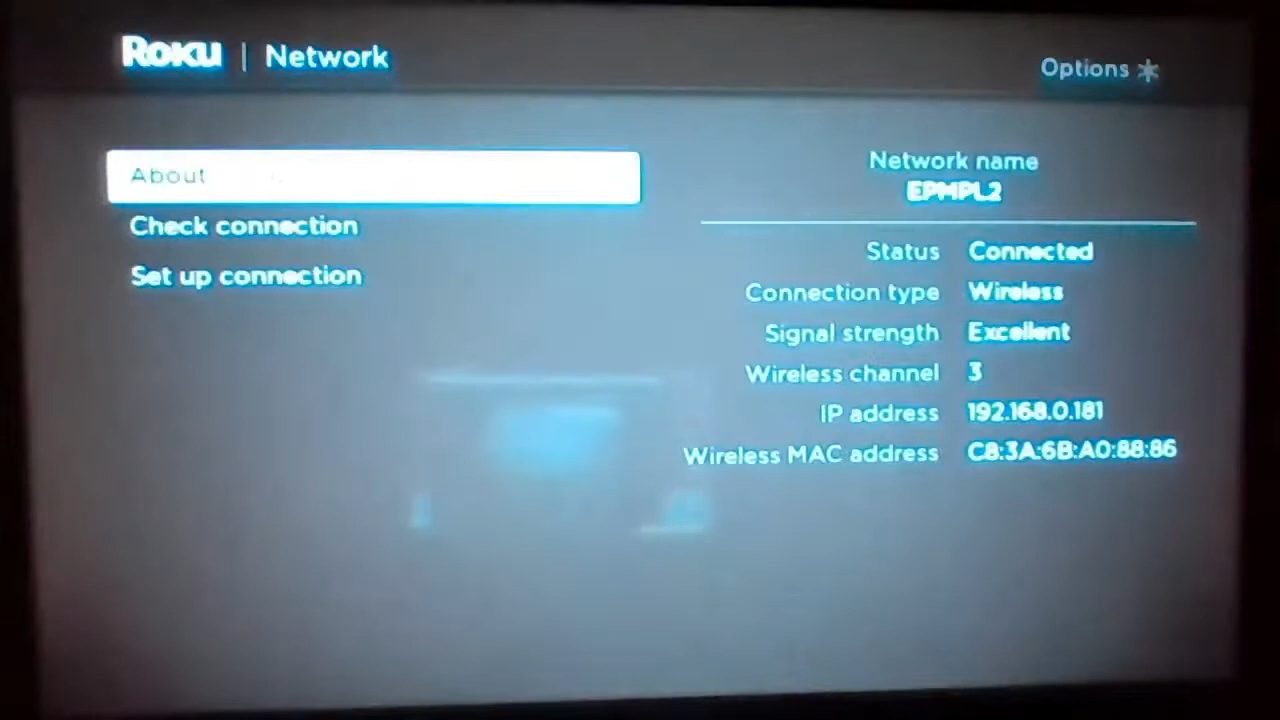 Roku | Network
Options *
About
Check connection
Set up connection
Network name
EPMPL2
Status Connected
Connection type Wireless
Signal strength Excellent
Wireless channel 3
IP address 192.168.0.181
Wireless MAC address C8:3A:6B:A0:88:86